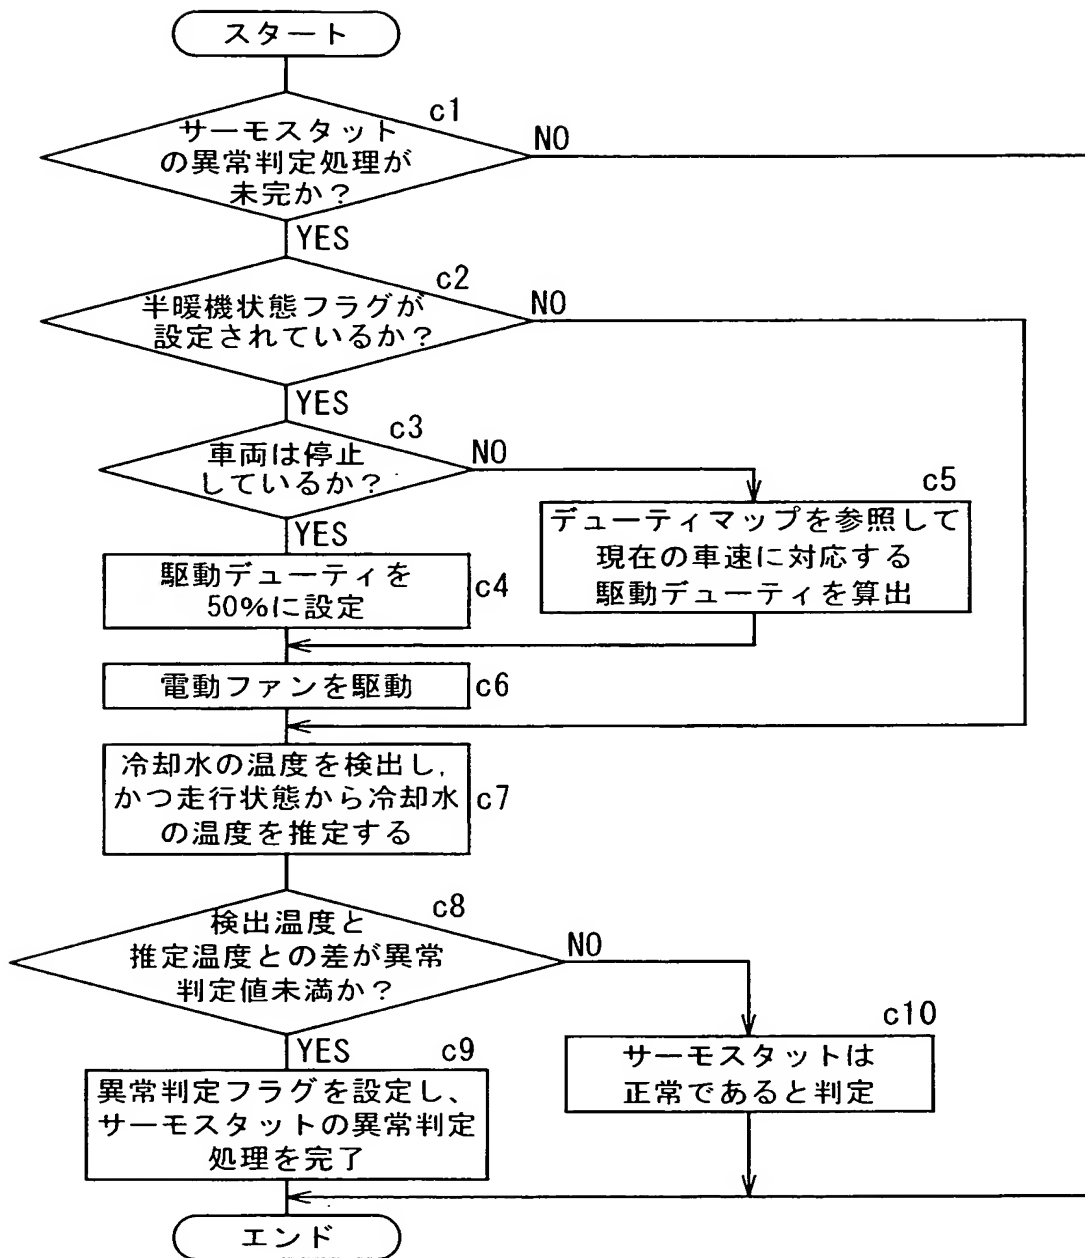 スタート
c1
サーモスタット
の異常判定処理が
未完か?
NO
YES
c2
半暖機状態フラグが
設定されているか?
NO
YES
c3
車両は停止
しているか?
NO
YES
c5
デューティマップを参照して
現在の車速に対応する
駆動デューティを算出
駆動デューティを
50%に設定
c4
電動ファンを駆動
c6
冷却水の温度を検出し,
かつ走行状態から冷却水
の温度を推定する
c7
c8
検出温度と
推定温度との差が異常
判定値未満か?
NO
YES
c9
異常判定フラグを設定し、
サーモスタットの異常判定
処理を完了
c10
サーモスタットは
正常であると判定
エンド